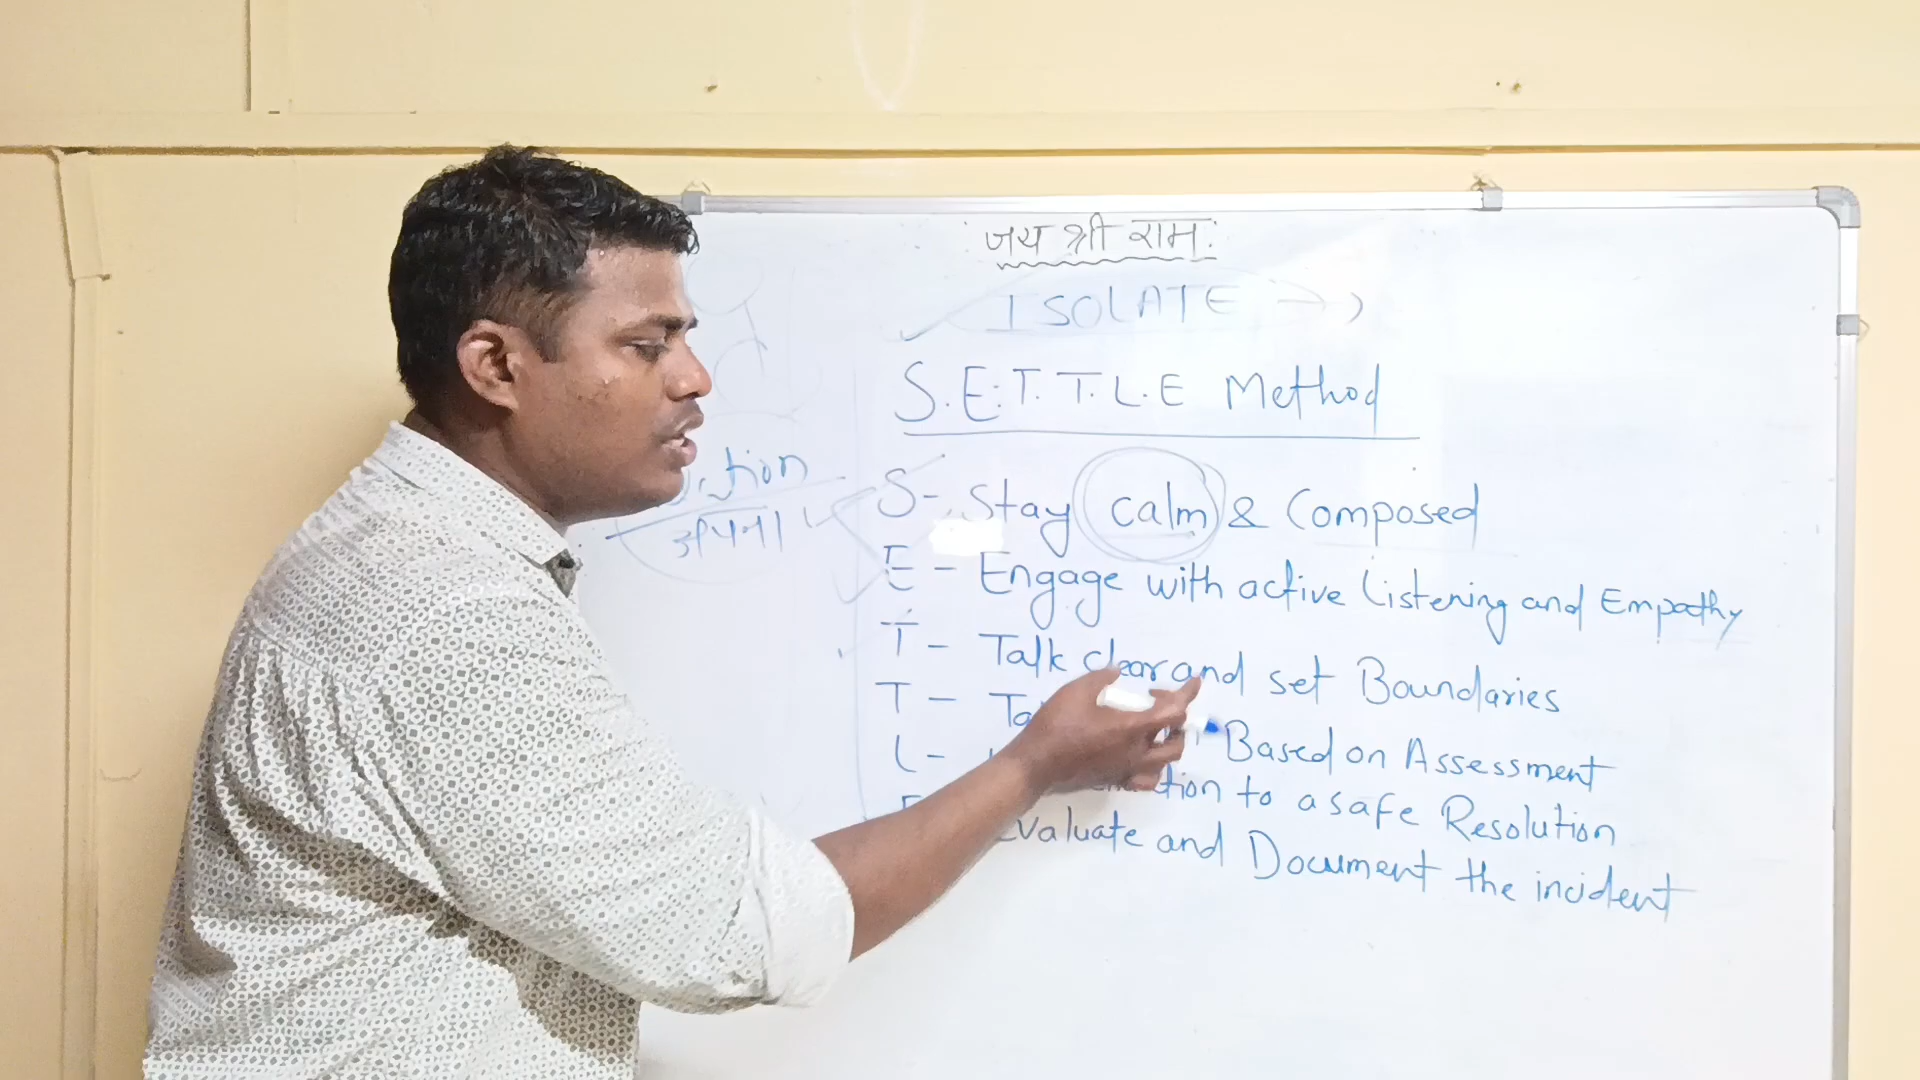 जय श्री राम
ISOLATE →
S.E.T.T.L.E Method
S- Stay calm & Composed
E - Engage with active Listening and Empathy
T - Talk clear and set Boundaries
T - Based on Assessment
L - to a safe Resolution
Evaluate and Document the incident
अपना